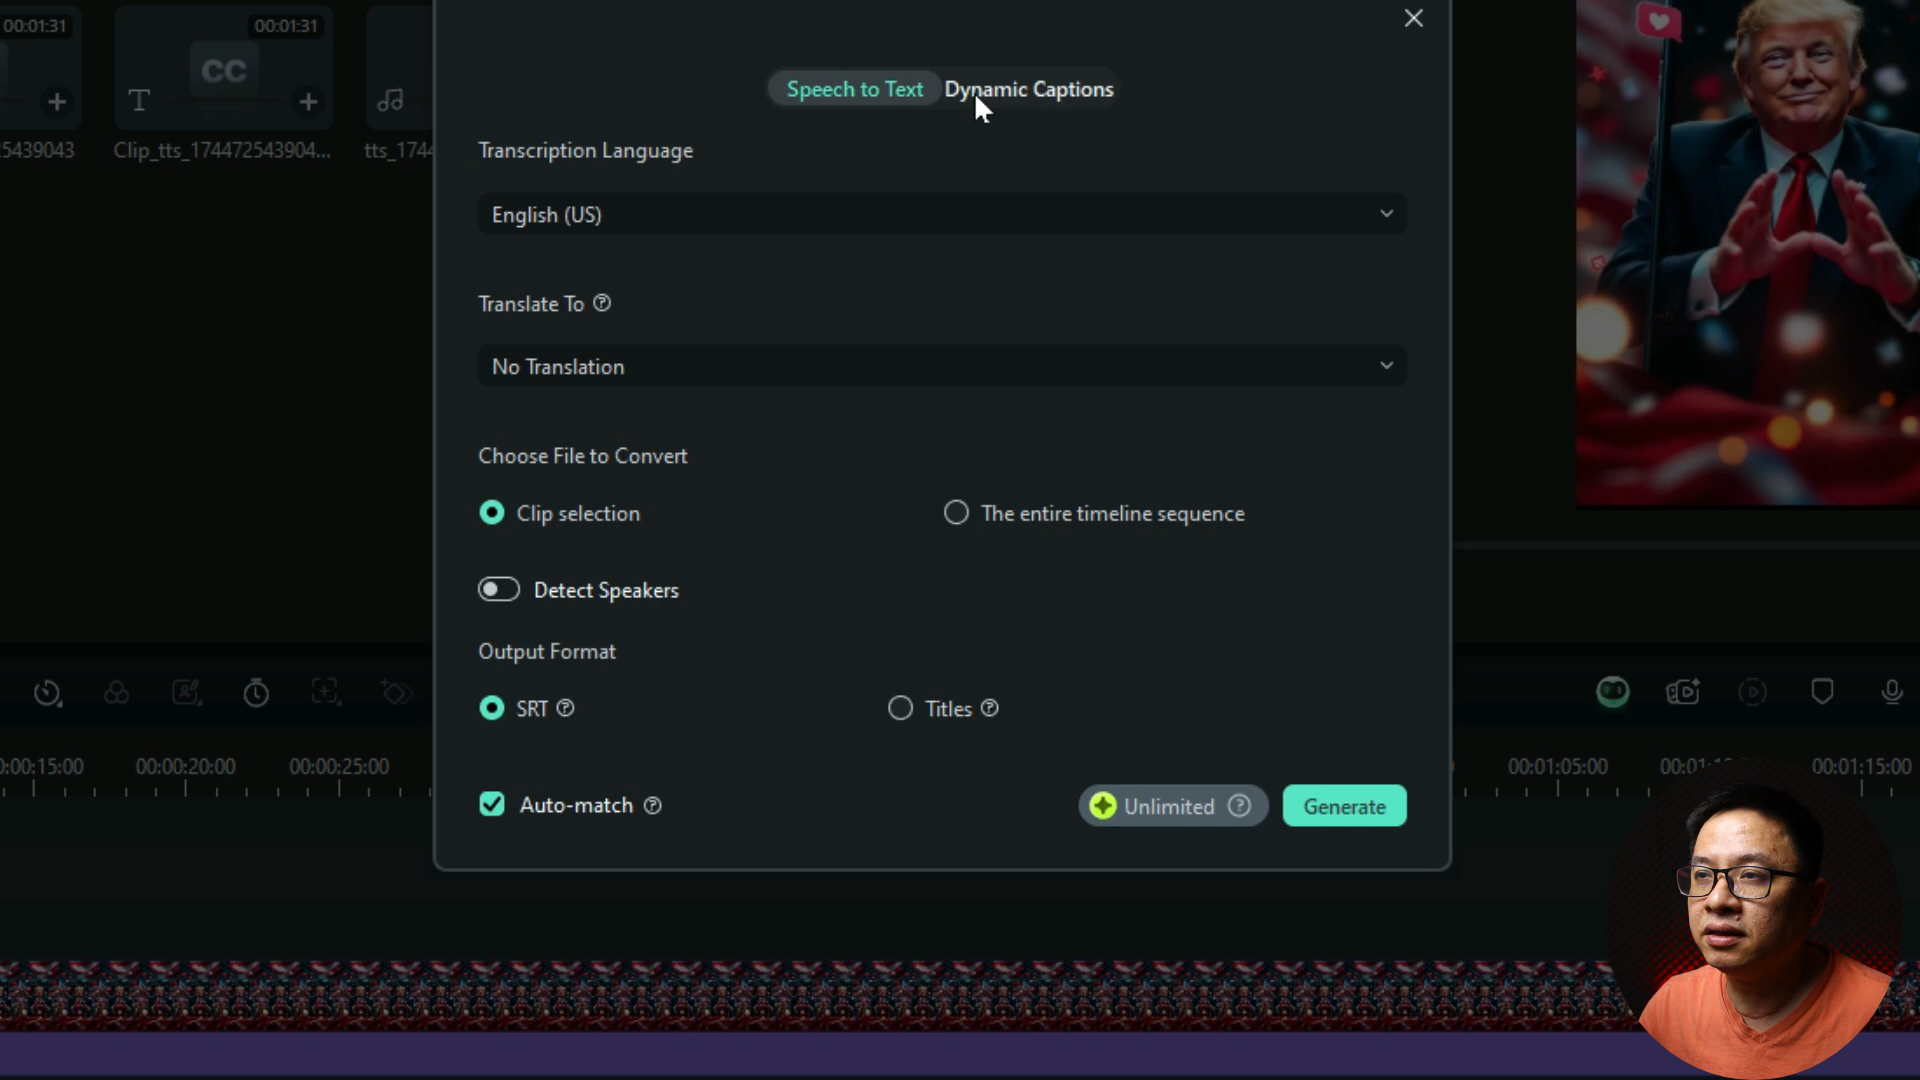 00:01:31
00:01:31
CC
T
5439043
Clip_tts_174472543904...
tts_1744
Speech to Text
Dynamic Captions
Transcription Language
English (US)
Translate To ?
No Translation
Choose File to Convert
Clip selection
The entire timeline sequence
Detect Speakers
Output Format
SRT ?
Titles ?
Auto-match ?
Unlimited ?
Generate
0:00:15:00
00:00:20:00
00:00:25:00
00:01:05:00
00:01:15:00